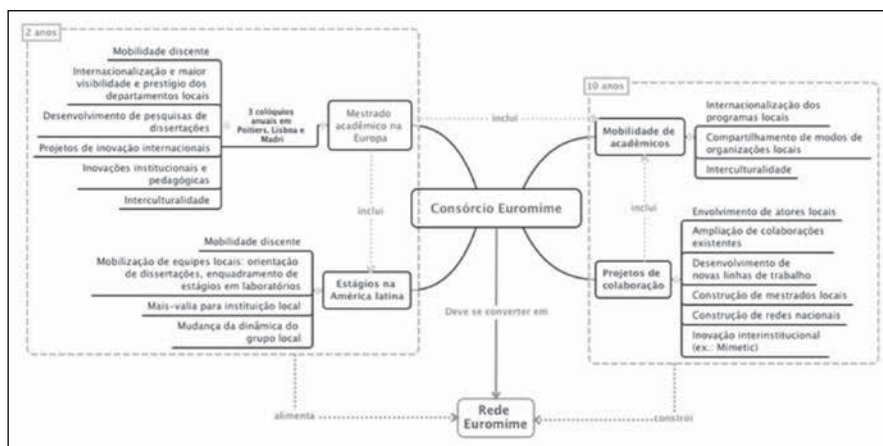 2 anos
Mobilidade discente
Internacionalização e maior
visibilidade e prestígio dos
departamentos locais
Desenvolvimento de pesquisas de
dissertações
Projetos de inovação internacionais
Inovações institucionais e
pedagógicas
Interculturalidade
3 colóquios
anuais em
Poitiers, Lisboa e
Madri
Mestrado
acadêmico na
Europa
inclui
Mobilidade discente
Mobilização de equipes locais: orientação
de dissertações, enquadramento de
estágios em laboratórios
Mais-valia para instituição local
Mudança da dinâmica do
grupo local
Estágios na
América latina
Consórcio Euromime
inclui
10 anos
Mobilidade de
acadêmicos
Internacionalização dos
programas locais
Compartilhamento de modos de
organizações locais
Interculturalidade
inclui
Projetos de
colaboração
Envolvimento de atores locais
Ampliação de colaborações
existentes
Desenvolvimento de
novas linhas de trabalho
Construção de mestrados locais
Construção de redes nacionais
Inovação interinstitucional
(ex.: Mimetic)
Deve se converter em
alimenta
Rede
Euromime
constrói